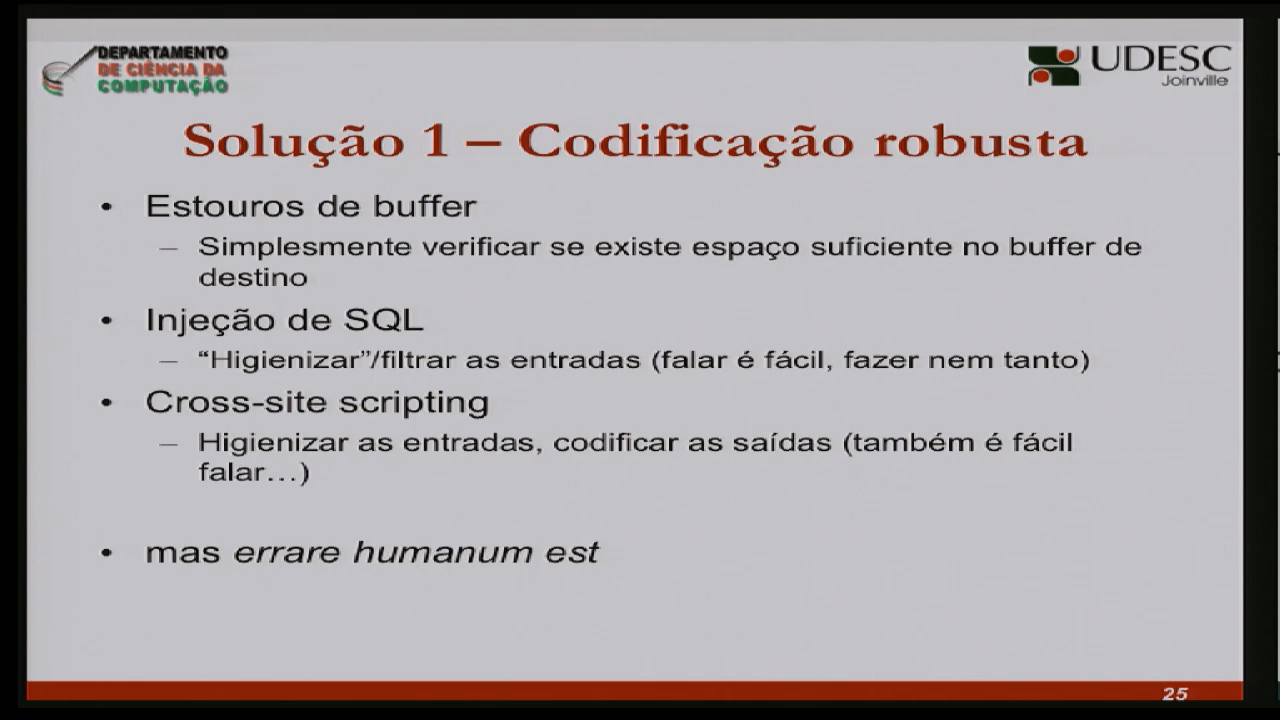 DEPARTAMENTO
DE CIÊNCIA DA
COMPUTAÇÃO
UDESC
Joinville
Solução 1 – Codificação robusta
• Estouros de buffer
– Simplesmente verificar se existe espaço suficiente no buffer de
destino
• Injeção de SQL
– “Higienizar”/filtrar as entradas (falar é fácil, fazer nem tanto)
• Cross-site scripting
– Higienizar as entradas, codificar as saídas (também é fácil
falar…)
• mas errare humanum est
25